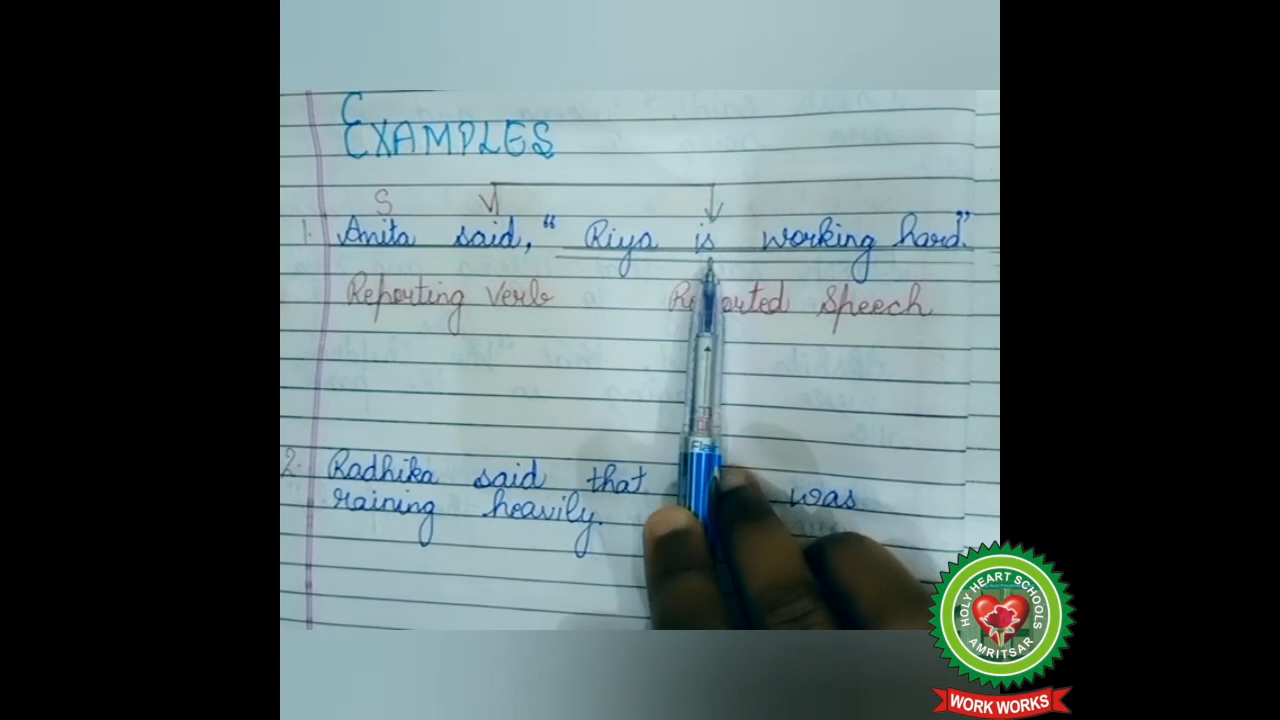 C
EXAMPLES
S V
1. Anita said, “ Riya is working hard.”
Reporting Verb Reported Speech
2. Radhika said that was
raining heavily.
Flair
HOLY HEART SCHOOLS
AMRITSAR
WORK WORKS